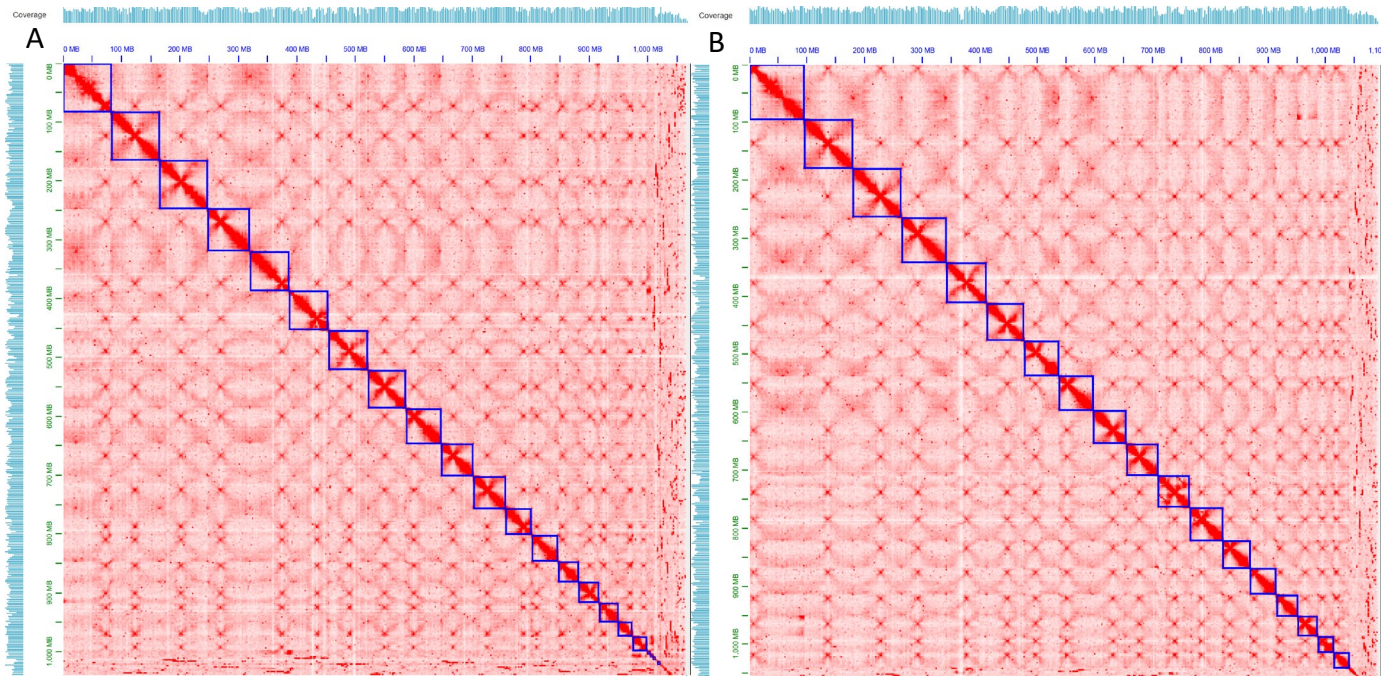 Coverage
Coverage
A
B
0 MB 100 MB 200 MB 300 MB 400 MB 500 MB 600 MB 700 MB 800 MB 900 MB 1,000 MB
0 MB 100 MB 200 MB 300 MB 400 MB 500 MB 600 MB 700 MB 800 MB 900 MB 1,000 MB 1,10
0 MB
100 MB
200 MB
300 MB
400 MB
500 MB
600 MB
700 MB
800 MB
900 MB
1,000 MB
0 MB
100 MB
200 MB
300 MB
400 MB
500 MB
600 MB
700 MB
800 MB
900 MB
1,000 MB